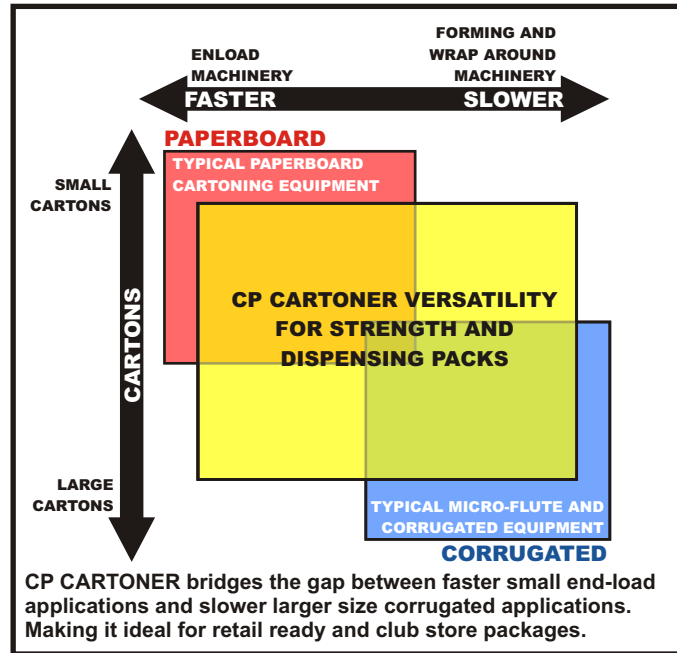 ENLOAD
MACHINERY
FORMING AND
WRAP AROUND
MACHINERY
FASTER
SLOWER
PAPERBOARD
TYPICAL PAPERBOARD
CARTONING EQUIPMENT
SMALL
CARTONS
CARTONS
LARGE
CARTONS
CP CARTONER VERSATILITY
FOR STRENGTH AND
DISPENSING PACKS
TYPICAL MICRO-FLUTE AND
CORRUGATED EQUIPMENT
CORRUGATED
CP CARTONER bridges the gap between faster small end-load
applications and slower larger size corrugated applications.
Making it ideal for retail ready and club store packages.